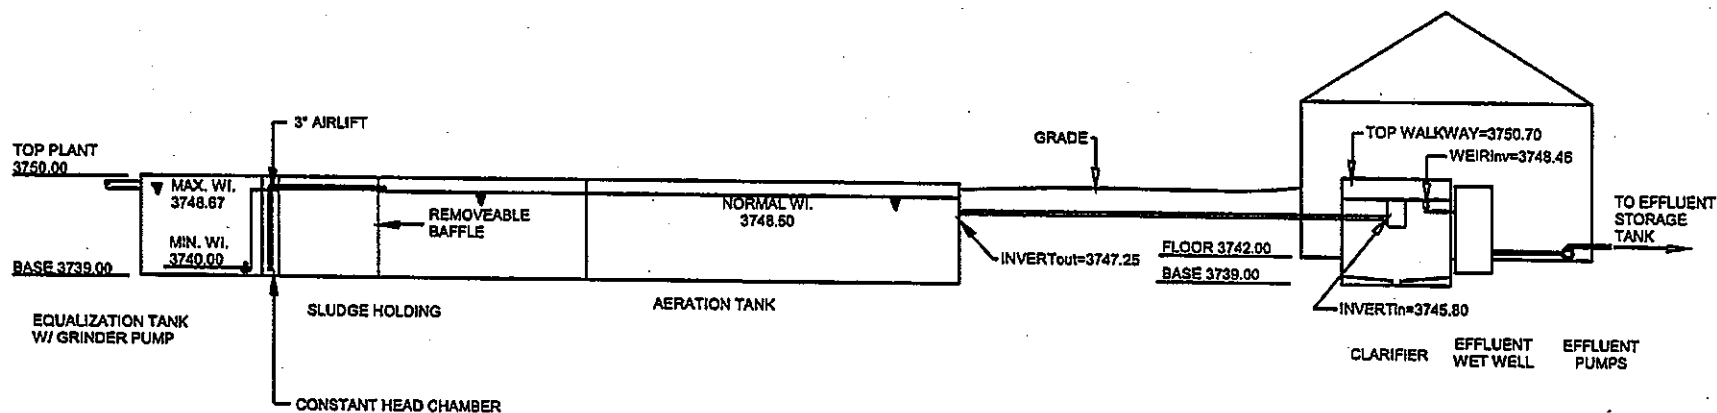 3" AIRLIFT
TOP PLANT
3750.00
MAX. WI.
3748.67
MIN. WI.
3740.00
BASE 3739.00
EQUALIZATION TANK
W/ GRINDER PUMP
REMOVEABLE
BAFFLE
SLUDGE HOLDING
CONSTANT HEAD CHAMBER
NORMAL WI.
3748.50
AERATION TANK
GRADE
INVERTout=3747.25
TOP WALKWAY=3750.70
WEIRinv=3748.46
FLOOR 3742.00
BASE 3739.00
INVERTin=3745.80
CLARIFIER
EFFLUENT
WET WELL
EFFLUENT
PUMPS
TO EFFLUENT
STORAGE
TANK